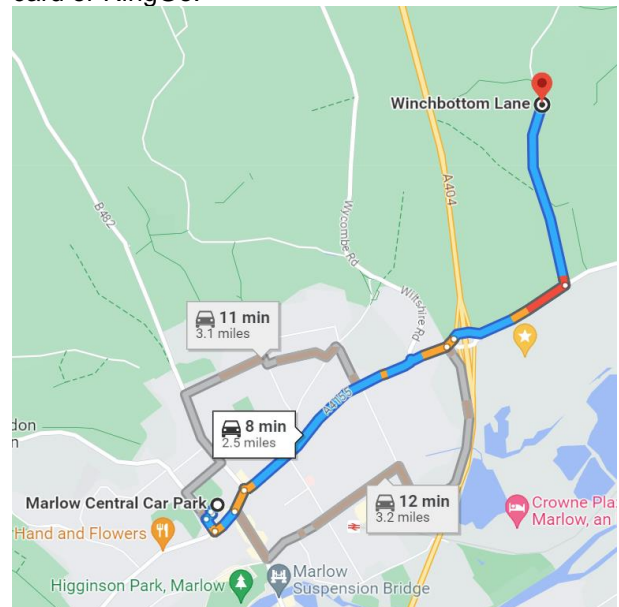 Winchbottom Lane
A404
B482
Wycombe Rd
Wiltshire Rd
11 min
3.1 miles
A4155
8 min
2.5 miles
Marlow Central Car Park
12 min
3.2 miles
Hand and Flowers
Crowne Pla
Marlow, an
Marlow
Suspension Bridge
Higginson Park, Marlow